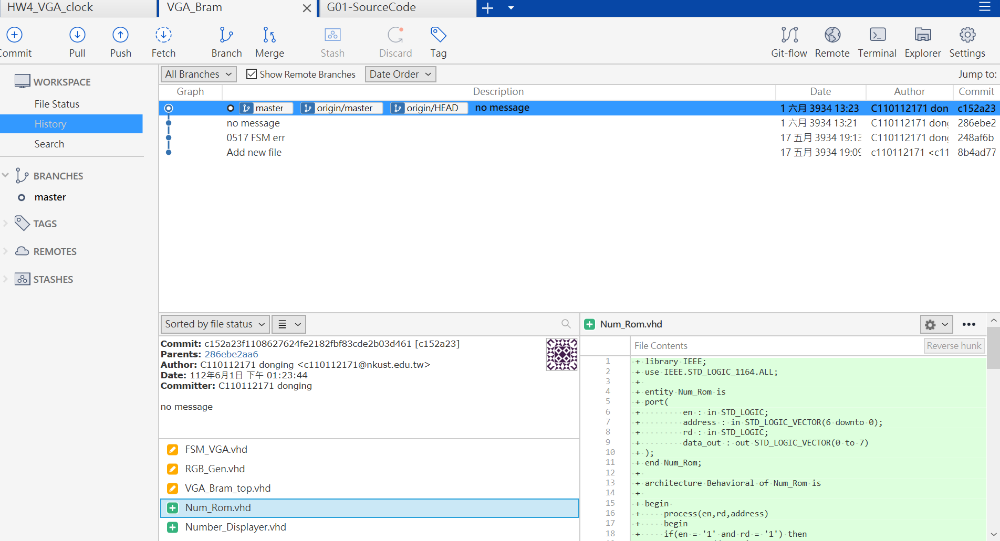 HW4_VGA_clock VGA_Bram G01-SourceCode
Commit Pull Push Fetch Branch Merge Stash Discard Tag Git-flow Remote Terminal Explorer Settings
WORKSPACE
File Status
History
Search
BRANCHES
master
TAGS
REMOTES
STASHES
All Branches Show Remote Branches Date Order Jump to:
Graph Description Date Author Commit
master origin/master origin/HEAD no message 1 六月 3934 13:23 C110112171 don c152a23
no message 1 六月 3934 13:21 C110112171 dong 286ebe2
0517 FSM err 17 五月 3934 19:13 C110112171 dong 248af6b
Add new file 17 五月 3934 19:09 c110112171 <c11 8b4ad77
Sorted by file status
Commit: c152a23f1108627624fe2182fbf83cde2b03d461 [c152a23]
Parents: 286ebe2aa6
Author: C110112171 donging <c110112171@nkust.edu.tw>
Date: 112年6月1日 下午 01:23:44
Committer: C110112171 donging
no message
FSM_VGA.vhd
RGB_Gen.vhd
VGA_Bram_top.vhd
Num_Rom.vhd
Number_Displayer.vhd
Num_Rom.vhd
File Contents Reverse hunk
1 + library IEEE;
2 + use IEEE.STD_LOGIC_1164.ALL;
3 +
4 + entity Num_Rom is
5 + port(
6 + en : in STD_LOGIC;
7 + address : in STD_LOGIC_VECTOR(6 downto 0);
8 + rd : in STD_LOGIC;
9 + data_out : out STD_LOGIC_VECTOR(0 to 7)
10 + );
11 + end Num_Rom;
12 +
13 + architecture Behavioral of Num_Rom is
14 +
15 + begin
16 + process(en,rd,address)
17 + begin
18 + if(en = '1' and rd = '1') then